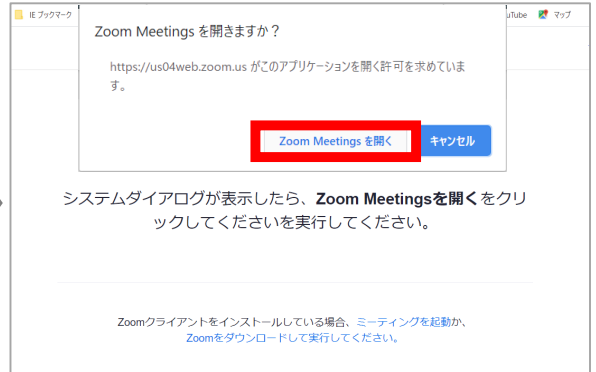 IE ブックマーク
uTube
マップ
Zoom Meetings を開きますか？
https://us04web.zoom.us がこのアプリケーションを開く許可を求めていま
す。
Zoom Meetings を開く
キャンセル
システムダイアログが表示したら、Zoom Meetingsを開くをクリ
ックしてくださいを実行してください。
Zoomクライアントをインストールしている場合、ミーティングを起動か、
Zoomをダウンロードして実行してください。